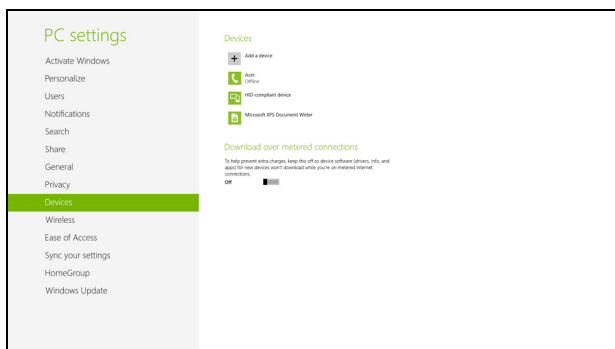 PC settings
Activate Windows
Personalize
Users
Notifications
Search
Share
General
Privacy
Devices
Wireless
Ease of Access
Sync your settings
HomeGroup
Windows Update
Devices
Add a device
Acer
Offline
HID-compliant device
Microsoft XPS Document Writer
Download over metered connections
To help prevent extra charges, keep this off so device software (drivers, info, and
apps) for new devices won't download while you're on metered Internet
connections.
Off